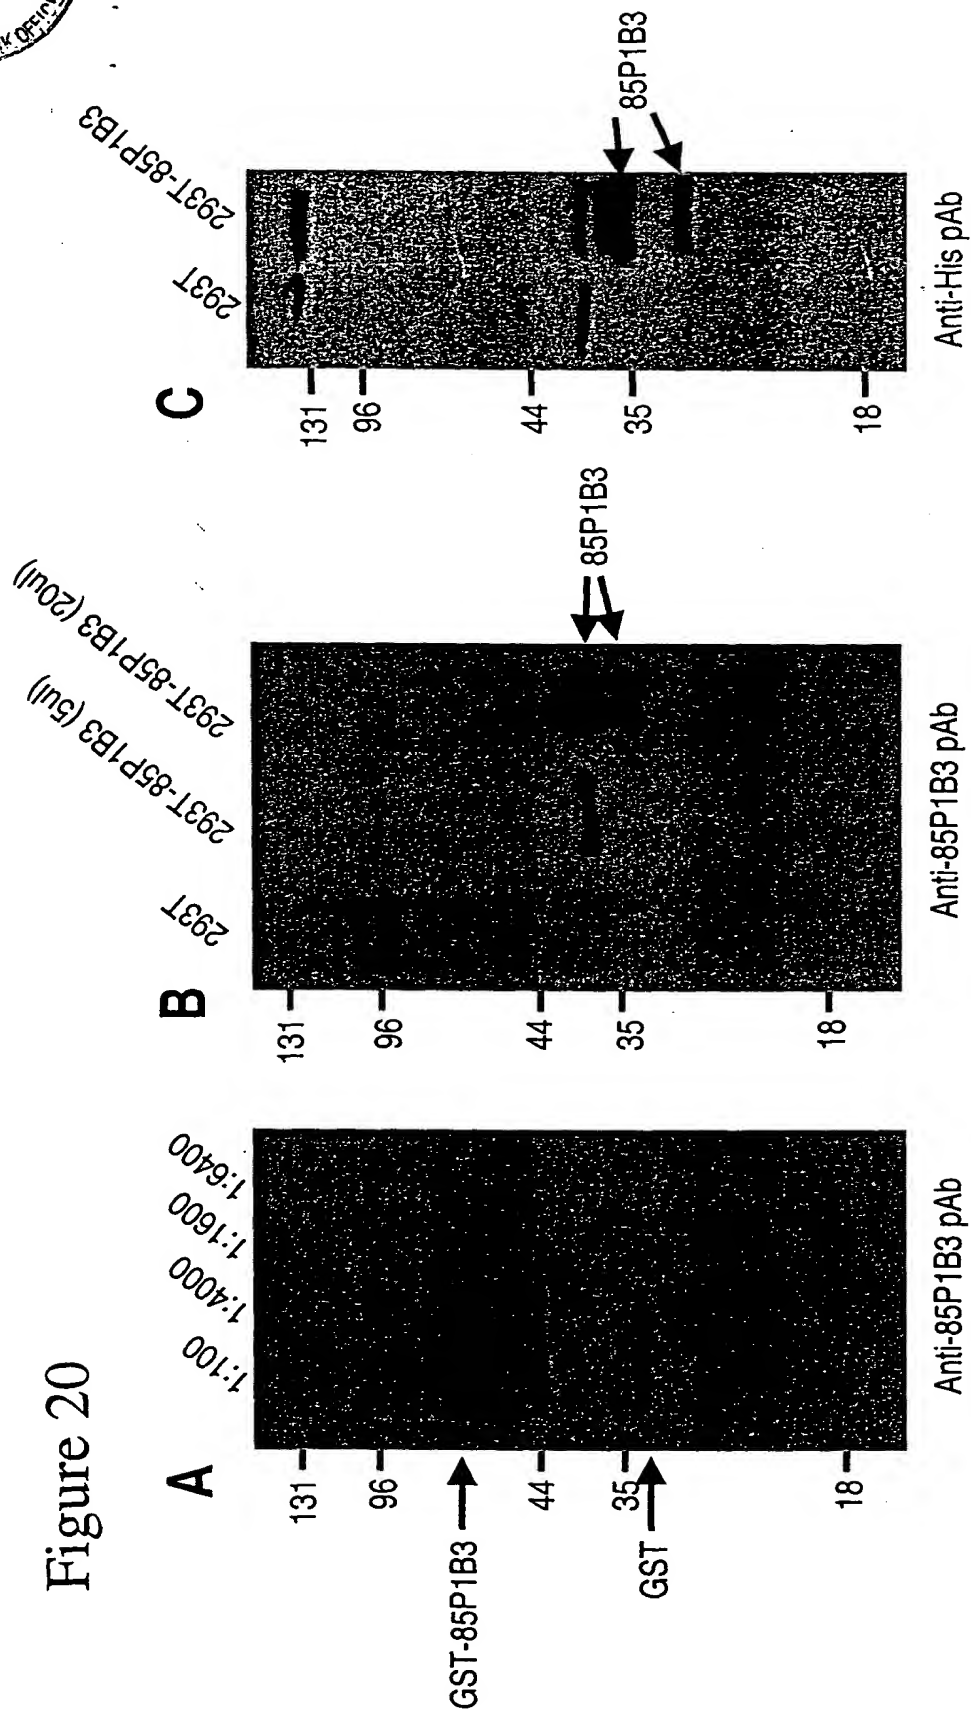 Figure 20
A
1:100
1:4000
1:1600
1:6400
131
96
GST-85P1B3
44
35
GST
18
Anti-85P1B3 pAb
B
293T
293T-85P1B3 (5ul)
293T-85P1B3 (20ul)
131
96
44
35
18
85P1B3
Anti-85P1B3 pAb
C
293T
293T-85P1B3
131
96
44
35
18
85P1B3
Anti-His pAb